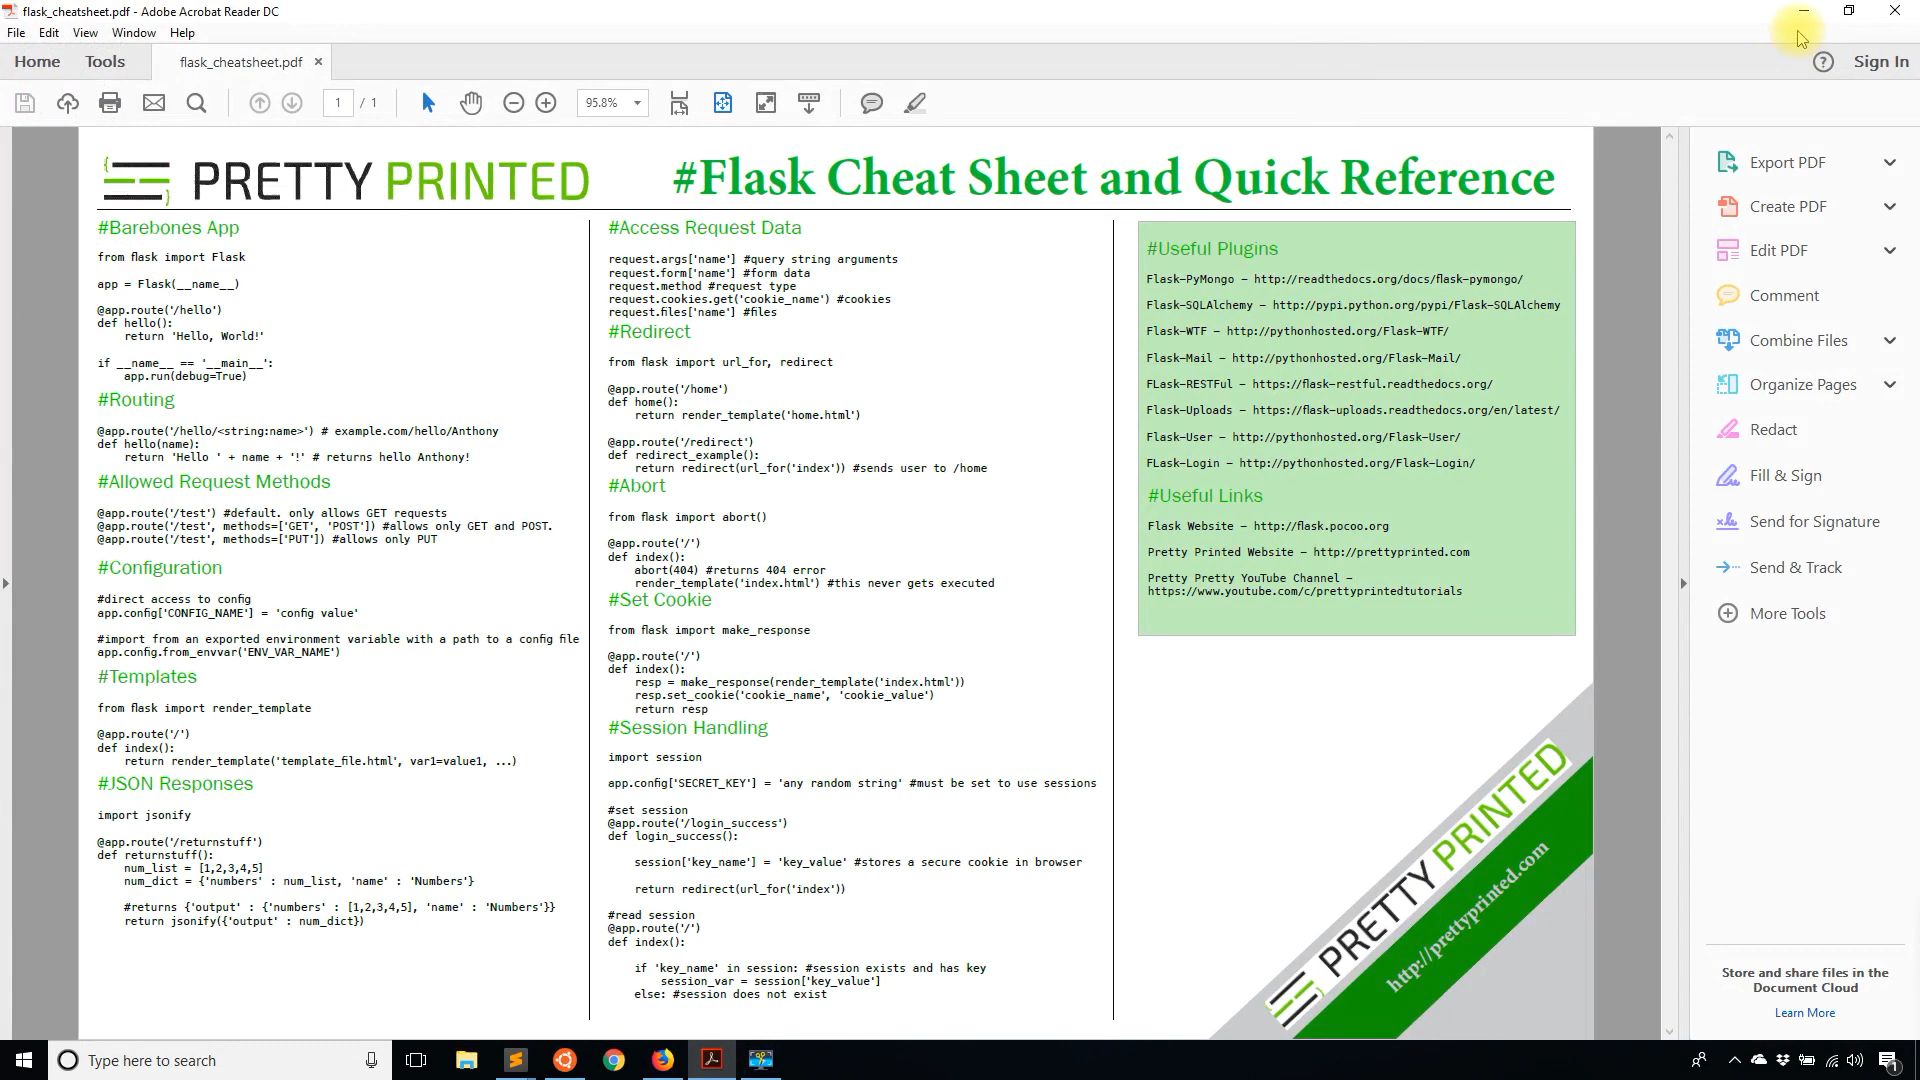 flask_cheatsheet.pdf - Adobe Acrobat Reader DC
File Edit View Window Help
Home Tools flask_cheatsheet.pdf × Sign In
1 / 1 95.8%
PRETTY PRINTED
#Flask Cheat Sheet and Quick Reference
#Barebones App
from flask import Flask
app = Flask(__name__)
@app.route('/hello')
def hello():
    return 'Hello, World!'
if __name__ == '__main__':
    app.run(debug=True)
#Routing
@app.route('/hello/<string:name>') # example.com/hello/Anthony
def hello(name):
    return 'Hello ' + name + '!' # returns hello Anthony!
#Allowed Request Methods
@app.route('/test') #default. only allows GET requests
@app.route('/test', methods=['GET', 'POST']) #allows only GET and POST.
@app.route('/test', methods=['PUT']) #allows only PUT
#Configuration
#direct access to config
app.config['CONFIG_NAME'] = 'config value'
#import from an exported environment variable with a path to a config file
app.config.from_envvar('ENV_VAR_NAME')
#Templates
from flask import render_template
@app.route('/')
def index():
    return render_template('template_file.html', var1=value1, ...)
#JSON Responses
import jsonify
@app.route('/returnstuff')
def returnstuff():
    num_list = [1,2,3,4,5]
    num_dict = {'numbers' : num_list, 'name' : 'Numbers'}
    #returns {'output' : {'numbers' : [1,2,3,4,5], 'name' : 'Numbers'}}
    return jsonify({'output' : num_dict})
#Access Request Data
request.args['name'] #query string arguments
request.form['name'] #form data
request.method #request type
request.cookies.get('cookie_name') #cookies
request.files['name'] #files
#Redirect
from flask import url_for, redirect
@app.route('/home')
def home():
    return render_template('home.html')
@app.route('/redirect')
def redirect_example():
    return redirect(url_for('index')) #sends user to /home
#Abort
from flask import abort()
@app.route('/')
def index():
    abort(404) #returns 404 error
    render_template('index.html') #this never gets executed
#Set Cookie
from flask import make_response
@app.route('/')
def index():
    resp = make_response(render_template('index.html'))
    resp.set_cookie('cookie_name', 'cookie_value')
    return resp
#Session Handling
import session
app.config['SECRET_KEY'] = 'any random string' #must be set to use sessions
#set session
@app.route('/login_success')
def login_success():
    session['key_name'] = 'key_value' #stores a secure cookie in browser
    return redirect(url_for('index'))
#read session
@app.route('/')
def index():
    if 'key_name' in session: #session exists and has key
        session_var = session['key_value']
    else: #session does not exist
#Useful Plugins
Flask-PyMongo - http://readthedocs.org/docs/flask-pymongo/
Flask-SQLAlchemy - http://pypi.python.org/pypi/Flask-SQLAlchemy
Flask-WTF - http://pythonhosted.org/Flask-WTF/
Flask-Mail - http://pythonhosted.org/Flask-Mail/
FLask-RESTFul - https://flask-restful.readthedocs.org/
Flask-Uploads - https://flask-uploads.readthedocs.org/en/latest/
Flask-User - http://pythonhosted.org/Flask-User/
FLask-Login - http://pythonhosted.org/Flask-Login/
#Useful Links
Flask Website - http://flask.pocoo.org
Pretty Printed Website - http://prettyprinted.com
Pretty Pretty YouTube Channel -
https://www.youtube.com/c/prettyprintedtutorials
PRETTY PRINTED
http://prettyprinted.com
Export PDF
Create PDF
Edit PDF
Comment
Combine Files
Organize Pages
Redact
Fill & Sign
Send for Signature
Send & Track
More Tools
Store and share files in the
Document Cloud
Learn More
Type here to search
1